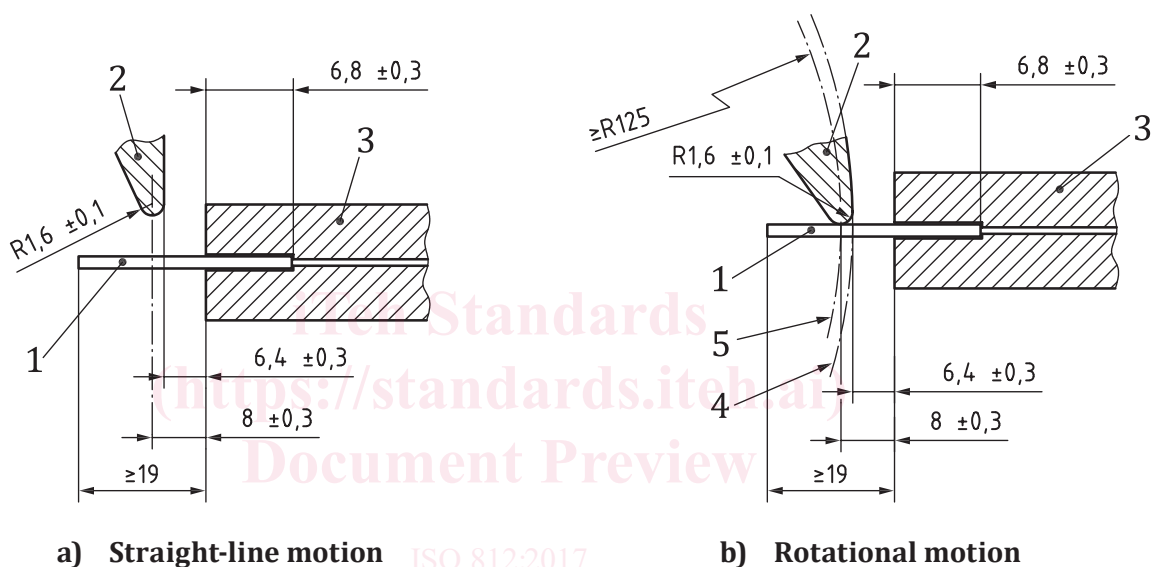 6,8 ±0,3
2
3
R1,6 ±0,1
1
6,4 ±0,3
8 ±0,3
≥19
a) Straight-line motion
≥R125
2
6,8 ±0,3
3
R1,6 ±0,1
1
5
4
6,4 ±0,3
8 ±0,3
≥19
b) Rotational motion
iTeh Standards
(https://standards.iteh.ai)
Document Preview
ISO 812:2017